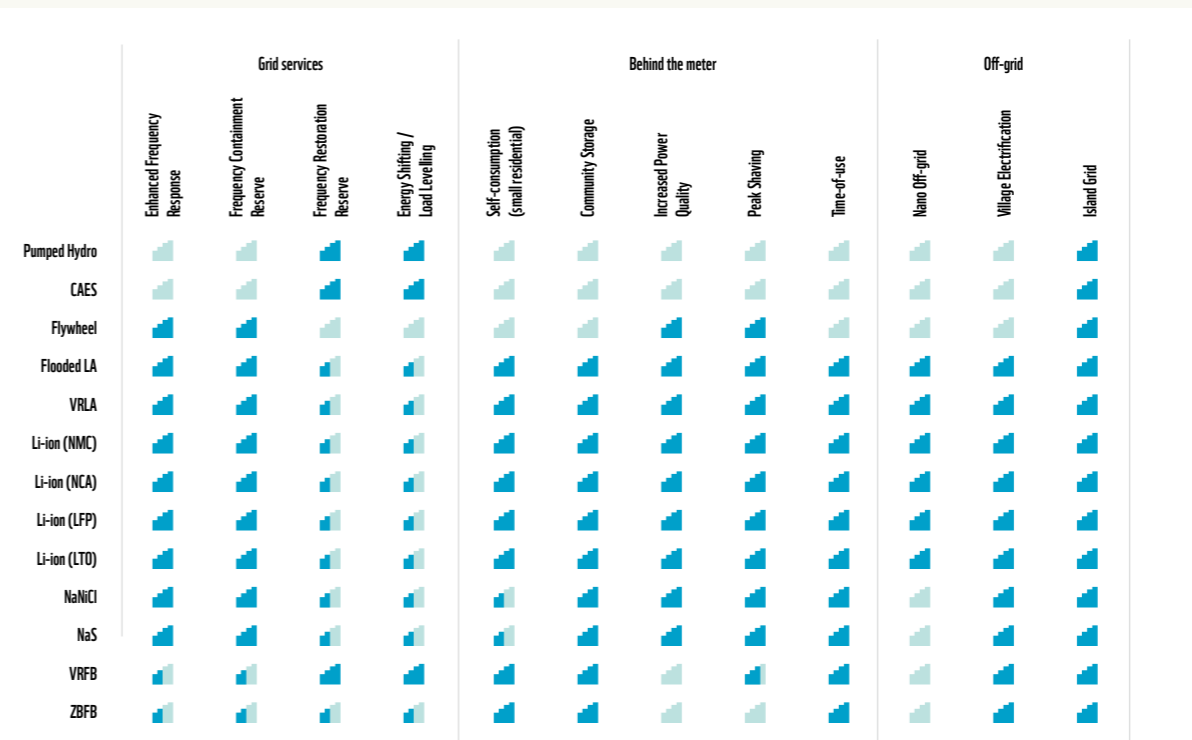 Grid services
Behind the meter
Off-grid
Enhanced Frequency
Response
Frequency Containment
Reserve
Frequency Restoration
Reserve
Energy Shifting /
Load Levelling
Self-consumption
(small residential)
Community Storage
Increased Power
Quality
Peak Shaving
Time-of-use
Nano Off-grid
Village Electrification
Island Grid
Pumped Hydro
CAES
Flywheel
Flooded LA
VRLA
Li-ion (NMC)
Li-ion (NCA)
Li-ion (LFP)
Li-ion (LTO)
NaNiCl
NaS
VRFB
ZBFB